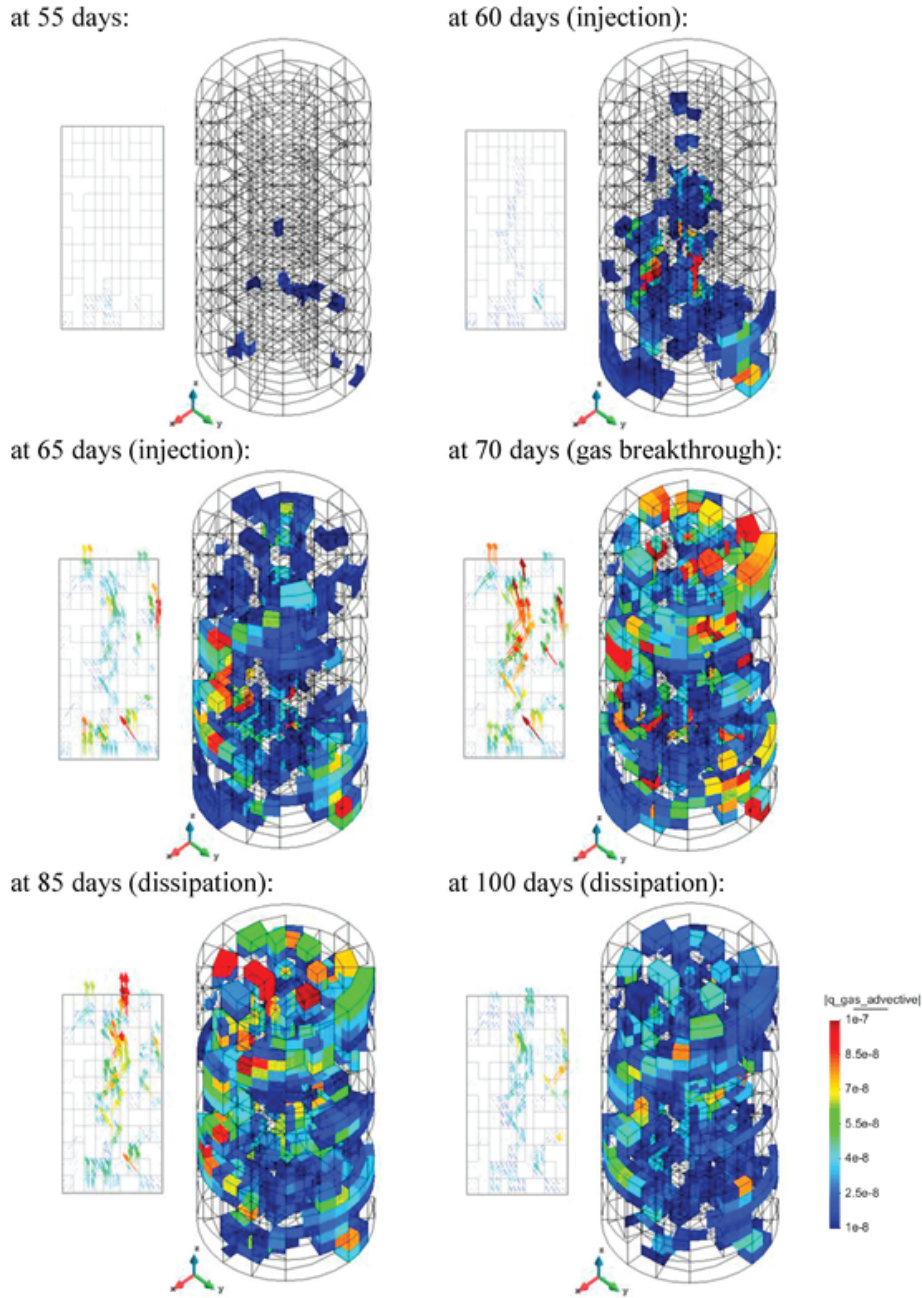 at 55 days:
at 60 days (injection):
z
x
y
z
x
y
at 65 days (injection):
at 70 days (gas breakthrough):
z
x
y
z
x
y
at 85 days (dissipation):
at 100 days (dissipation):
|q_gas_advective|
1e-7
8.5e-8
7e-8
5.5e-8
4e-8
2.5e-8
1e-8
z
x
y
z
x
y